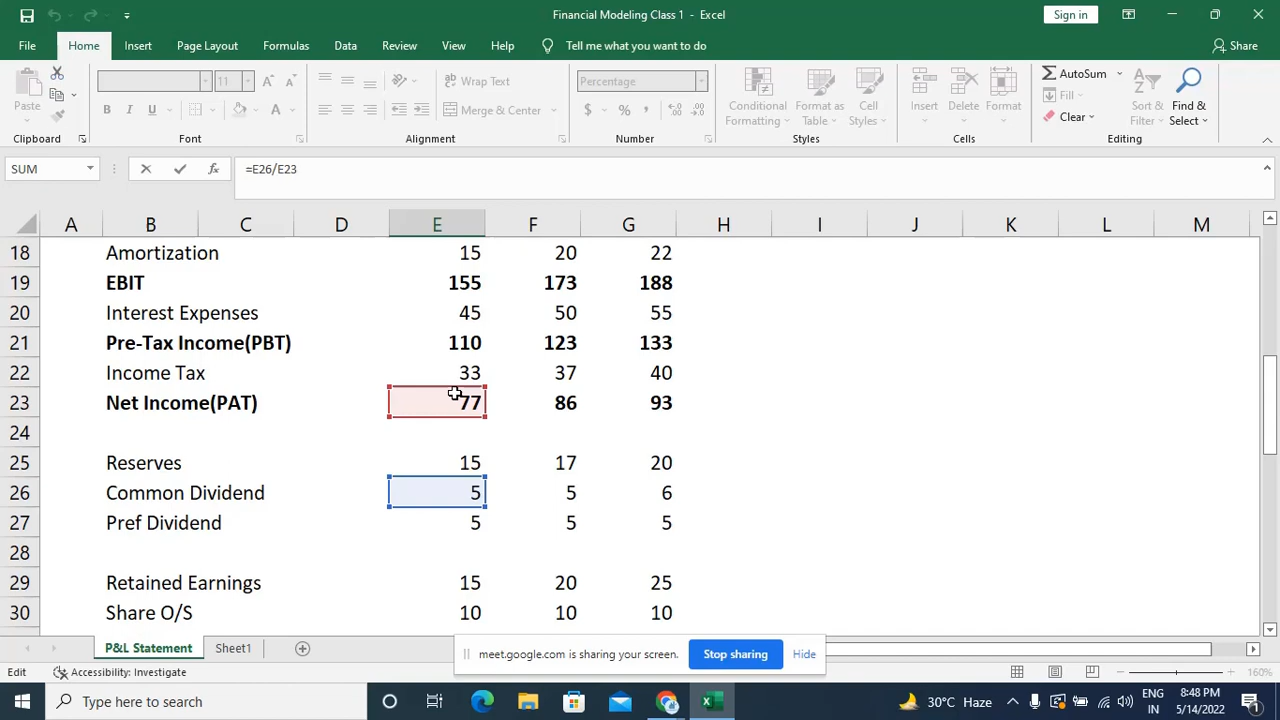 Financial Modeling Class 1 - Excel
Sign in
File Home Insert Page Layout Formulas Data Review View Help Tell me what you want to do Share
Paste
11
Wrap Text
Merge & Center
Percentage
Conditional Formatting
Format as Table
Cell Styles
Insert
Delete
Format
AutoSum
Fill
Clear
Sort & Filter
Find & Select
Clipboard Font Alignment Number Styles Cells Editing
SUM fx =E26/E23
A B C D E F G H I J K L M
18 Amortization 15 20 22
19 EBIT 155 173 188
20 Interest Expenses 45 50 55
21 Pre-Tax Income(PBT) 110 123 133
22 Income Tax 33 37 40
23 Net Income(PAT) 77 86 93
24
25 Reserves 15 17 20
26 Common Dividend 5 5 6
27 Pref Dividend 5 5 5
28
29 Retained Earnings 15 20 25
30 Share O/S 10 10 10
P&L Statement Sheet1
meet.google.com is sharing your screen. Stop sharing Hide
Edit Accessibility: Investigate 160%
Type here to search
30°C Haze
ENG
IN
8:48 PM
5/14/2022
1